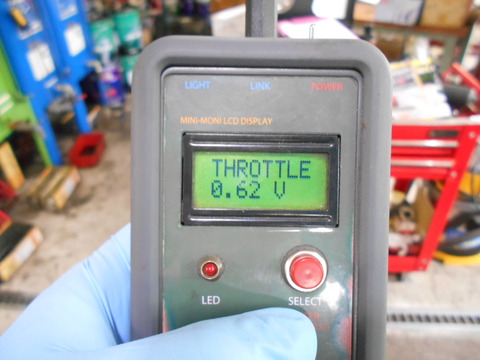 LIGHT LINK POWER
MINI-MONI LCD DISPLAY
THROTTLE
0.62 V
LED SELECT